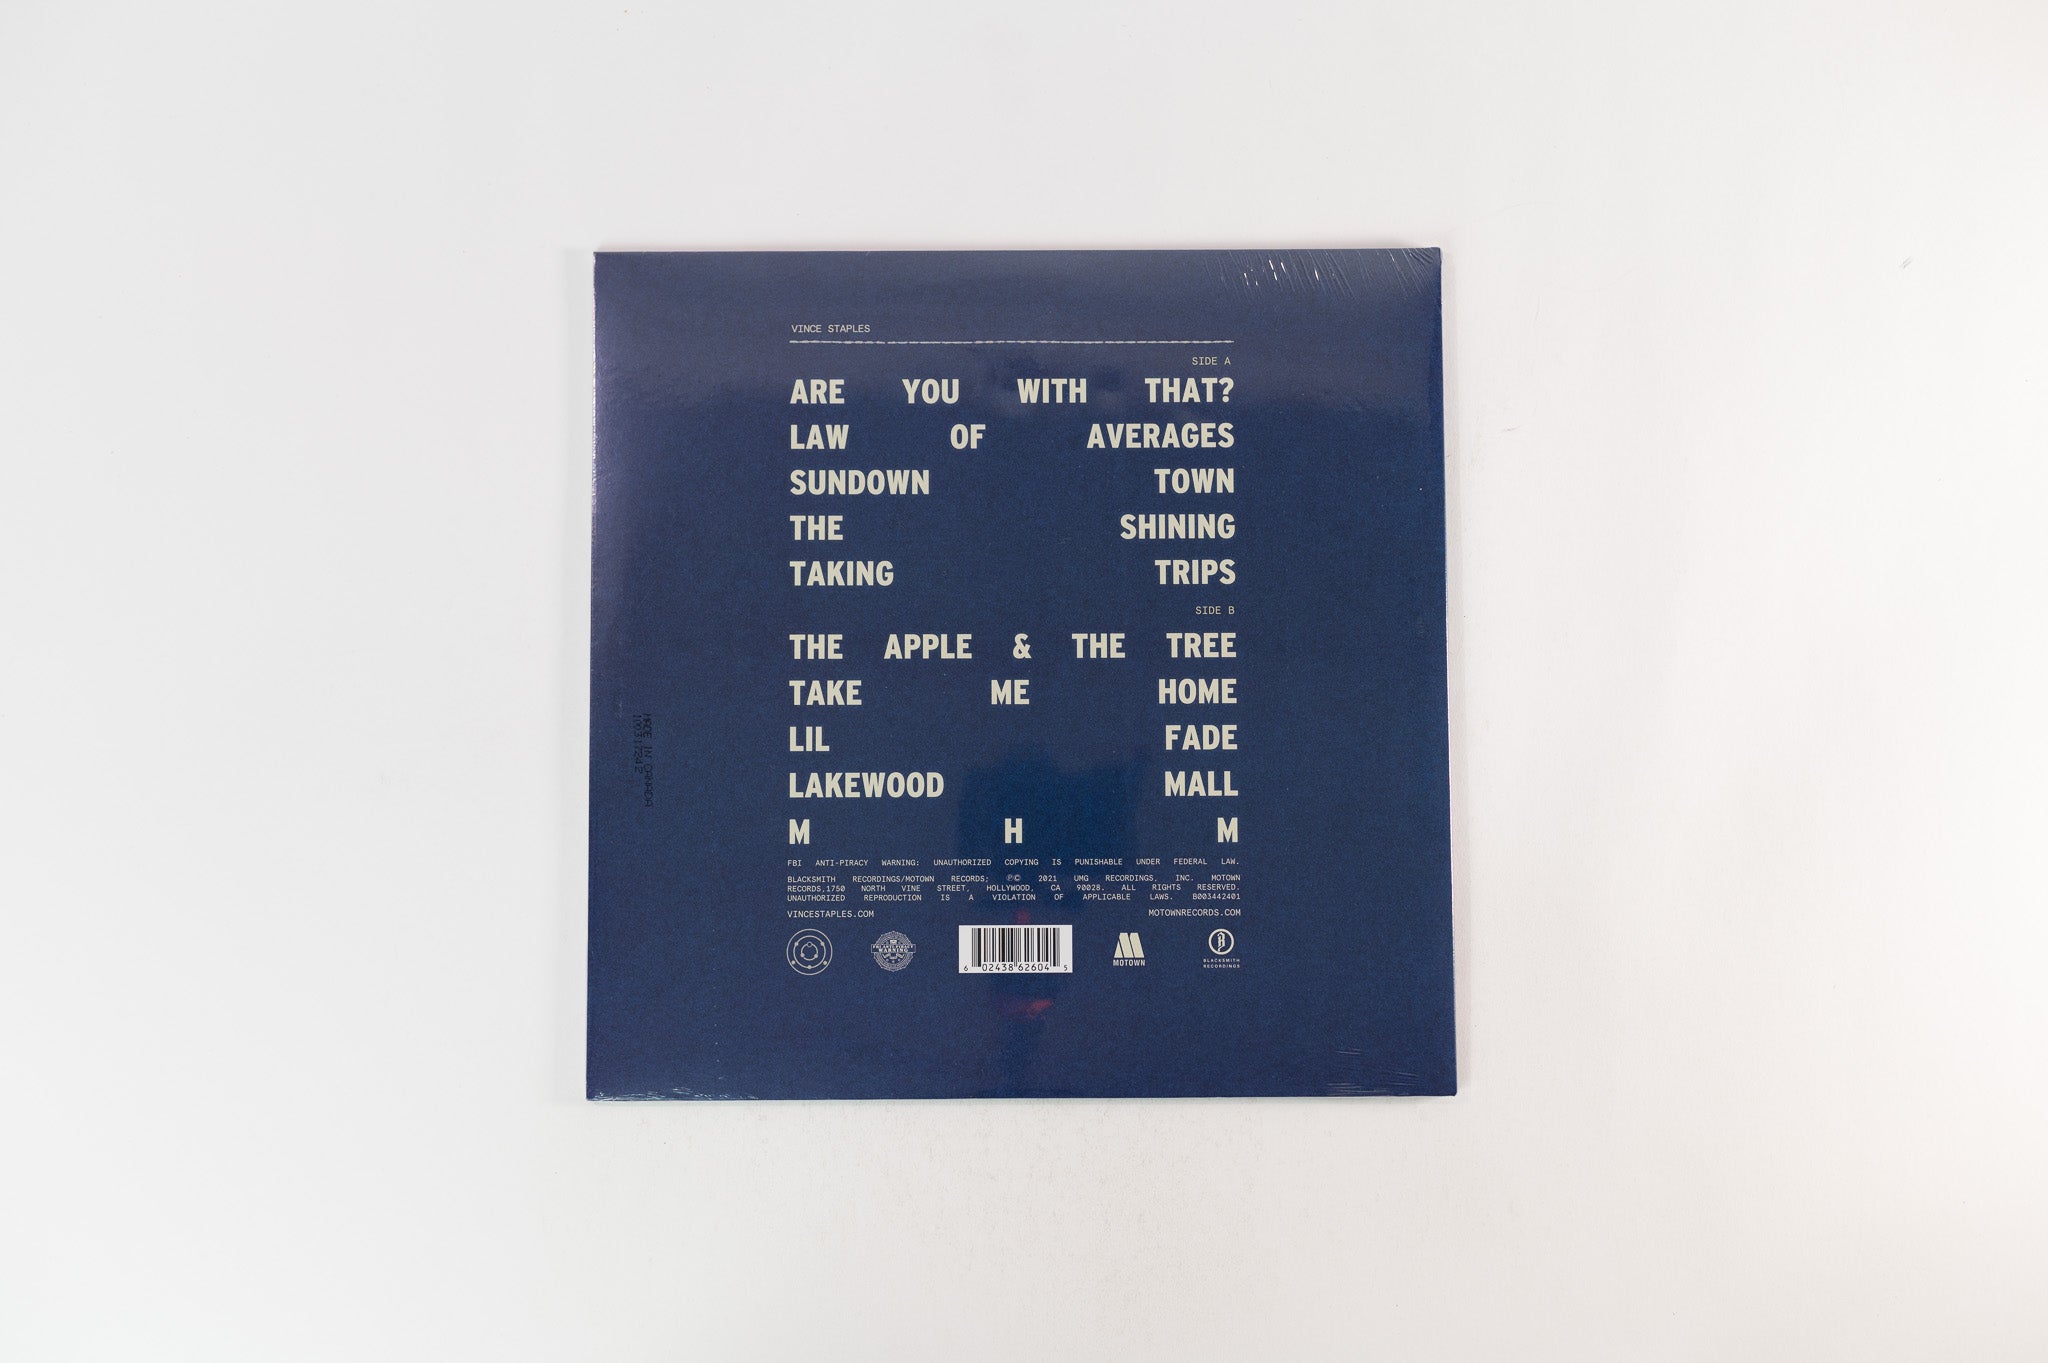 VINCE STAPLES
SIDE A
ARE YOU WITH THAT?
LAW OF AVERAGES
SUNDOWN TOWN
THE SHINING
TAKING TRIPS
SIDE B
THE APPLE & THE TREE
TAKE ME HOME
LIL FADE
LAKEWOOD MALL
M H M
FBI ANTI-PIRACY WARNING: UNAUTHORIZED COPYING IS PUNISHABLE UNDER FEDERAL LAW.
BLACKSMITH RECORDINGS/MOTOWN RECORDS; ℗© 2021 UMG RECORDINGS, INC. MOTOWN
RECORDS,1750 NORTH VINE STREET, HOLLYWOOD, CA 90028. ALL RIGHTS RESERVED.
UNAUTHORIZED REPRODUCTION IS A VIOLATION OF APPLICABLE LAWS. B003442401
VINCESTAPLES.COM MOTOWNRECORDS.COM
FBI ANTI-PIRACY
WARNING
6 02438 62604 5
MOTOWN
BLACKSMITH
RECORDINGS
MADE IN CANADA